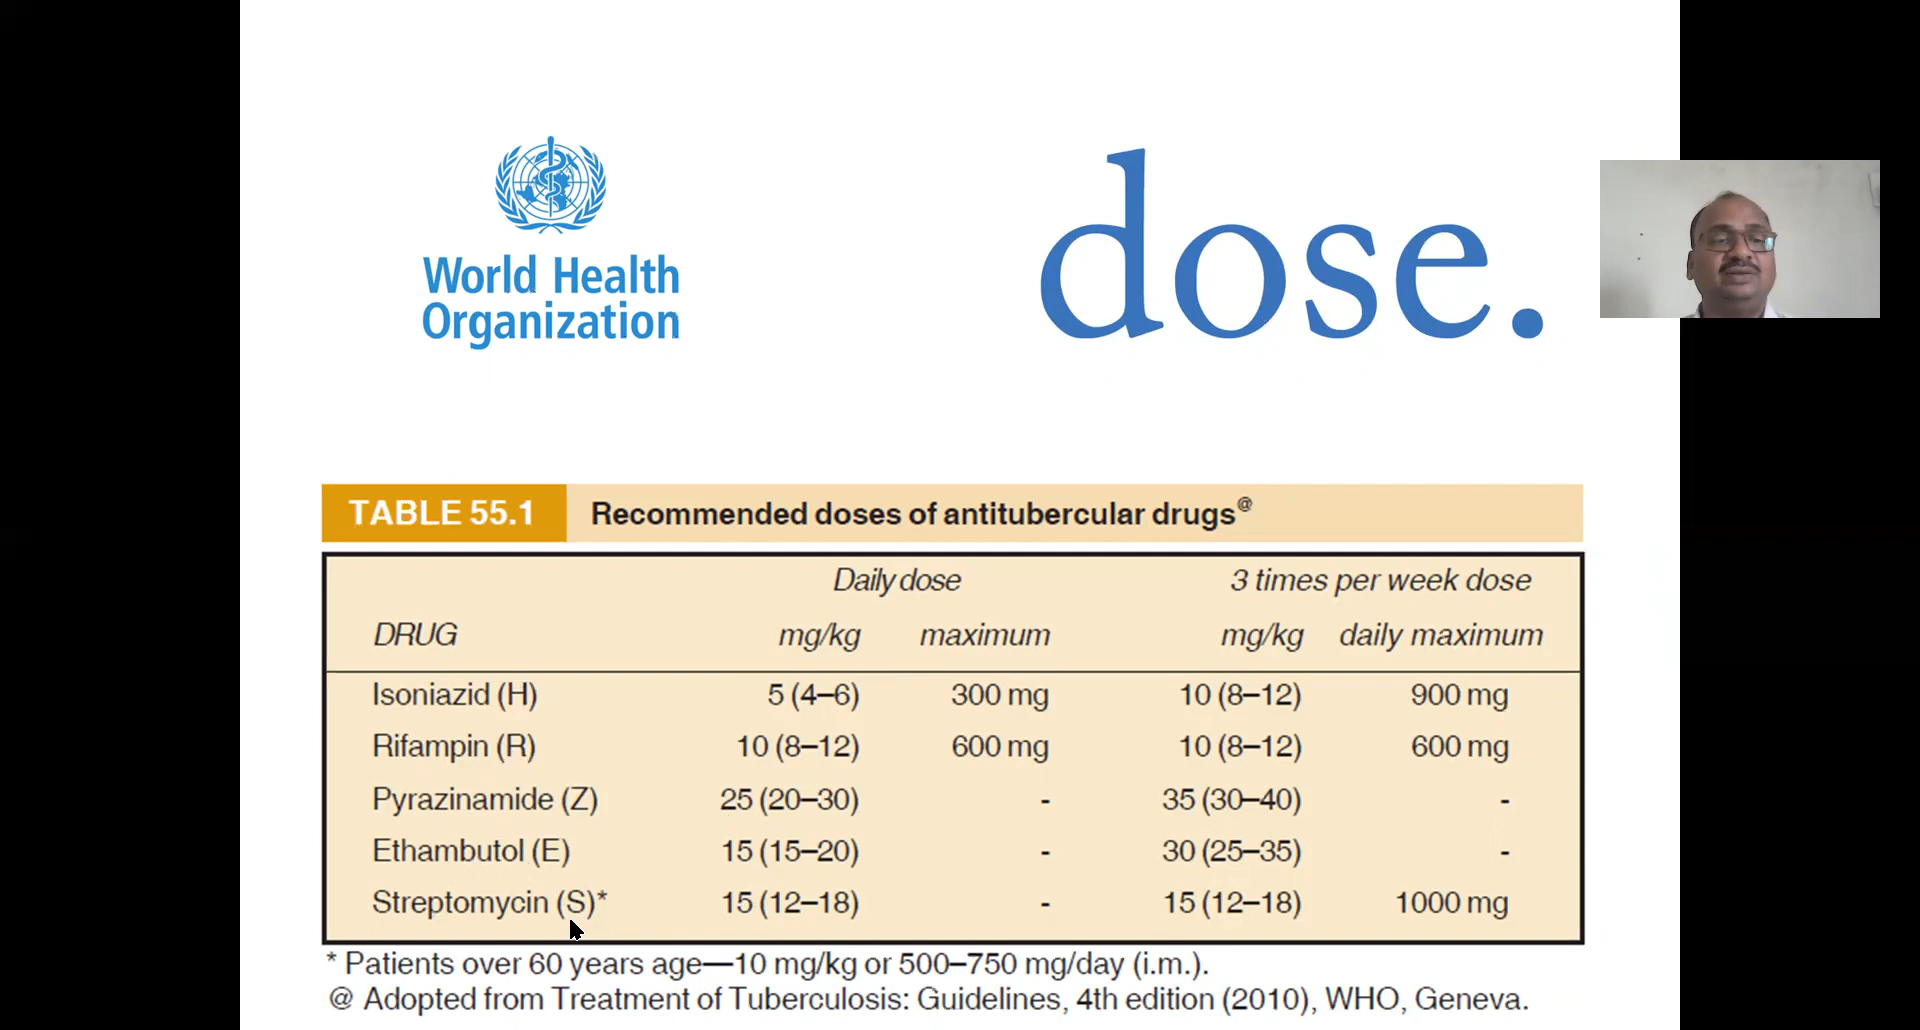 World Health
Organization
dose.
TABLE 55.1 Recommended doses of antitubercular drugs@
Daily dose 3 times per week dose
DRUG mg/kg maximum mg/kg daily maximum
Isoniazid (H) 5 (4–6) 300 mg 10 (8–12) 900 mg
Rifampin (R) 10 (8–12) 600 mg 10 (8–12) 600 mg
Pyrazinamide (Z) 25 (20–30) - 35 (30–40) -
Ethambutol (E) 15 (15–20) - 30 (25–35) -
Streptomycin (S)* 15 (12–18) - 15 (12–18) 1000 mg
* Patients over 60 years age—10 mg/kg or 500–750 mg/day (i.m.).
@ Adopted from Treatment of Tuberculosis: Guidelines, 4th edition (2010), WHO, Geneva.